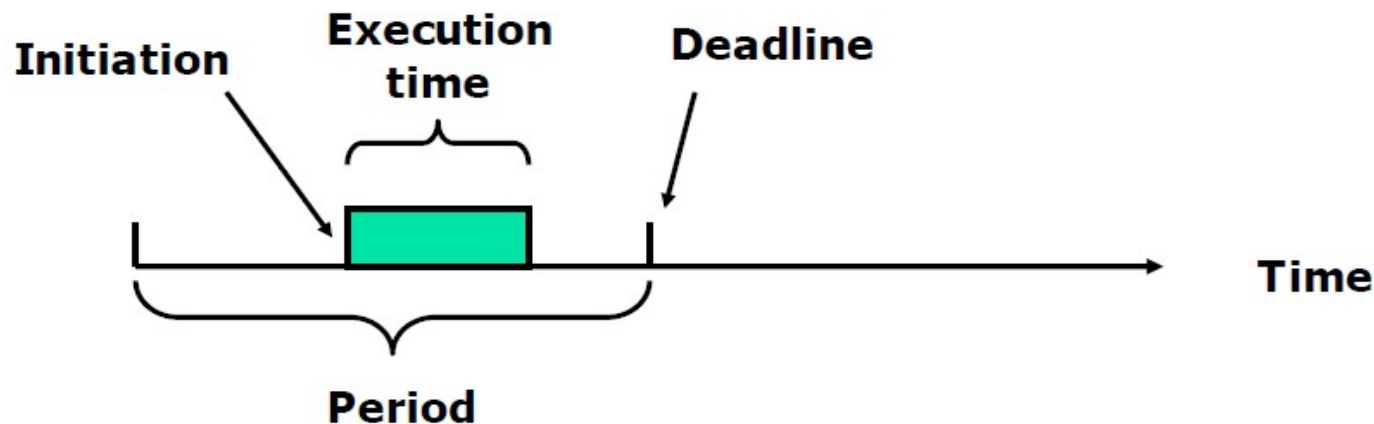 Initiation
Execution
time
Deadline
Time
Period